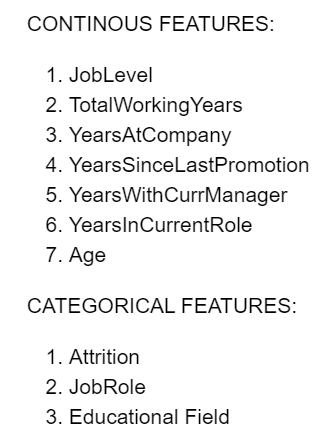 CONTINOUS FEATURES:
1. JobLevel
2. TotalWorkingYears
3. YearsAtCompany
4. YearsSinceLastPromotion
5. YearsWithCurrManager
6. YearsInCurrentRole
7. Age
CATEGORICAL FEATURES:
1. Attrition
2. JobRole
3. Educational Field